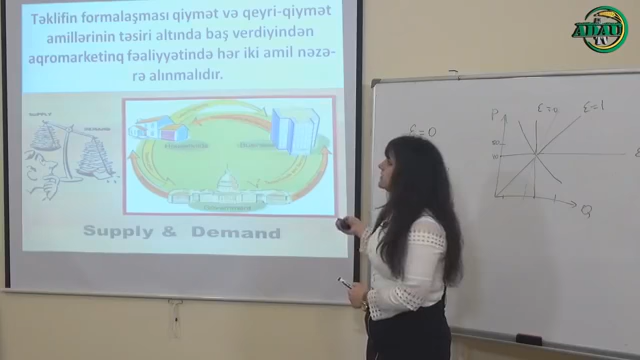 Təklifin formalaşması qiymət və qeyri-qiymət
amillərinin təsiri altında baş verdiyindən
aqromarketinq fəaliyyətində hər iki amil nəzə-
rə alınmalıdır.
Supply & Demand
ADAU
TV
Ɛ=0
P
Ɛ=1
Q